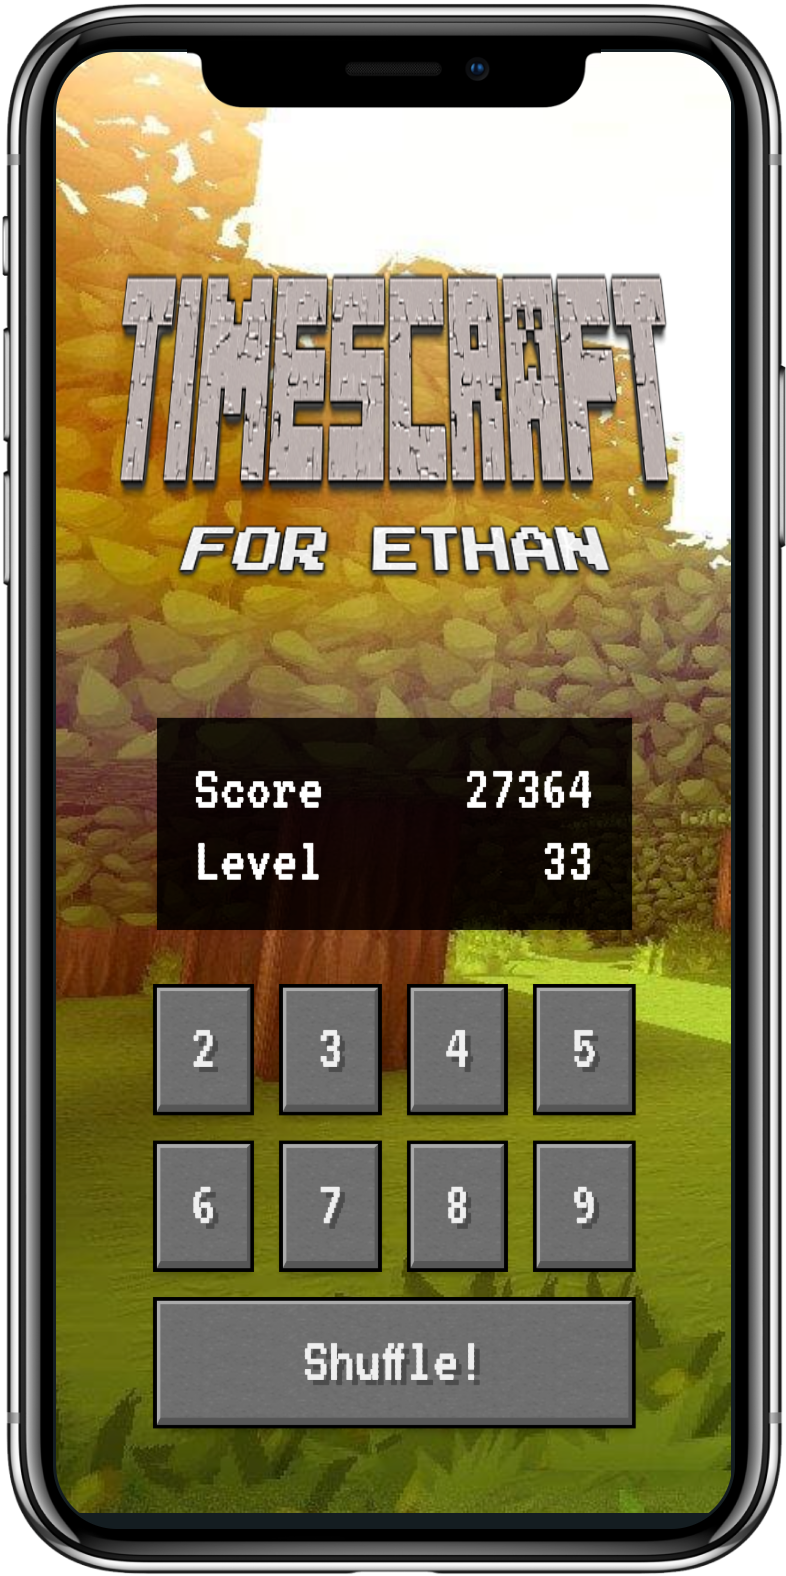 TIMESCRAFT
FOR ETHAN
Score 27364
Level 33
2 3 4 5
6 7 8 9
Shuffle!